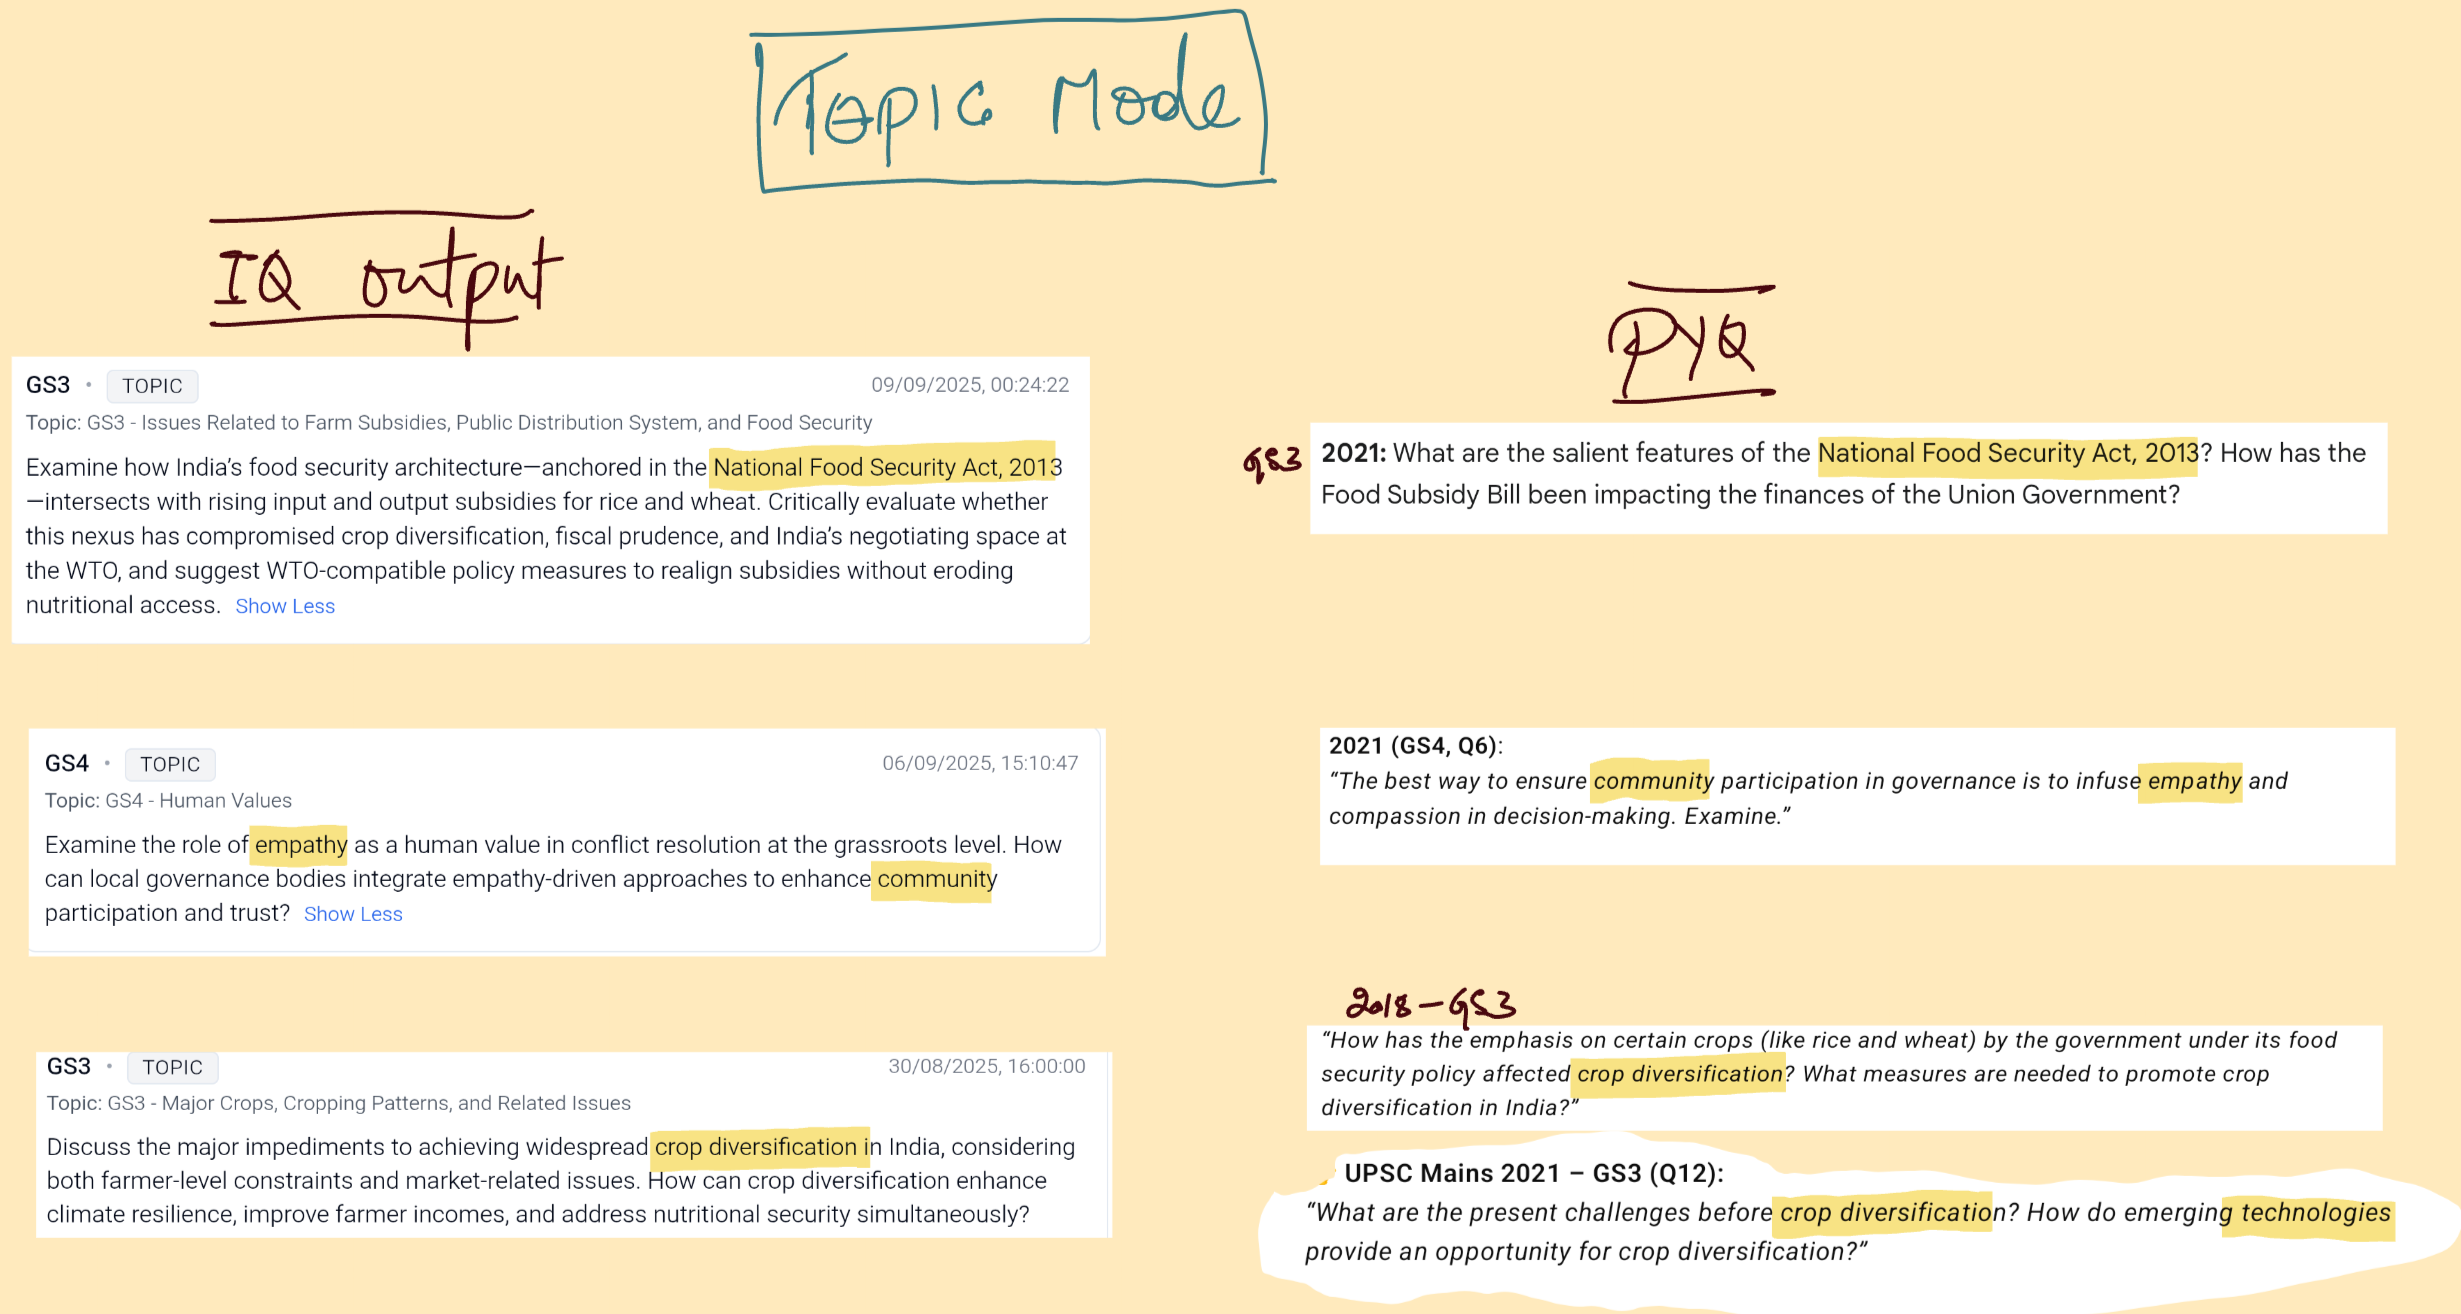 Topic Mode
IQ output
GS3 • TOPIC 09/09/2025, 00:24:22
Topic: GS3 - Issues Related to Farm Subsidies, Public Distribution System, and Food Security
Examine how India’s food security architecture—anchored in the National Food Security Act, 2013
—intersects with rising input and output subsidies for rice and wheat. Critically evaluate whether
this nexus has compromised crop diversification, fiscal prudence, and India’s negotiating space at
the WTO, and suggest WTO-compatible policy measures to realign subsidies without eroding
nutritional access. Show Less
GS4 • TOPIC 06/09/2025, 15:10:47
Topic: GS4 - Human Values
Examine the role of empathy as a human value in conflict resolution at the grassroots level. How
can local governance bodies integrate empathy-driven approaches to enhance community
participation and trust? Show Less
GS3 • TOPIC 30/08/2025, 16:00:00
Topic: GS3 - Major Crops, Cropping Patterns, and Related Issues
Discuss the major impediments to achieving widespread crop diversification in India, considering
both farmer-level constraints and market-related issues. How can crop diversification enhance
climate resilience, improve farmer incomes, and address nutritional security simultaneously?
PYQ
GS3
2021: What are the salient features of the National Food Security Act, 2013? How has the
Food Subsidy Bill been impacting the finances of the Union Government?
2021 (GS4, Q6):
“The best way to ensure community participation in governance is to infuse empathy and
compassion in decision-making. Examine.”
2018 - GS3
“How has the emphasis on certain crops (like rice and wheat) by the government under its food
security policy affected crop diversification? What measures are needed to promote crop
diversification in India?”
UPSC Mains 2021 – GS3 (Q12):
“What are the present challenges before crop diversification? How do emerging technologies
provide an opportunity for crop diversification?”